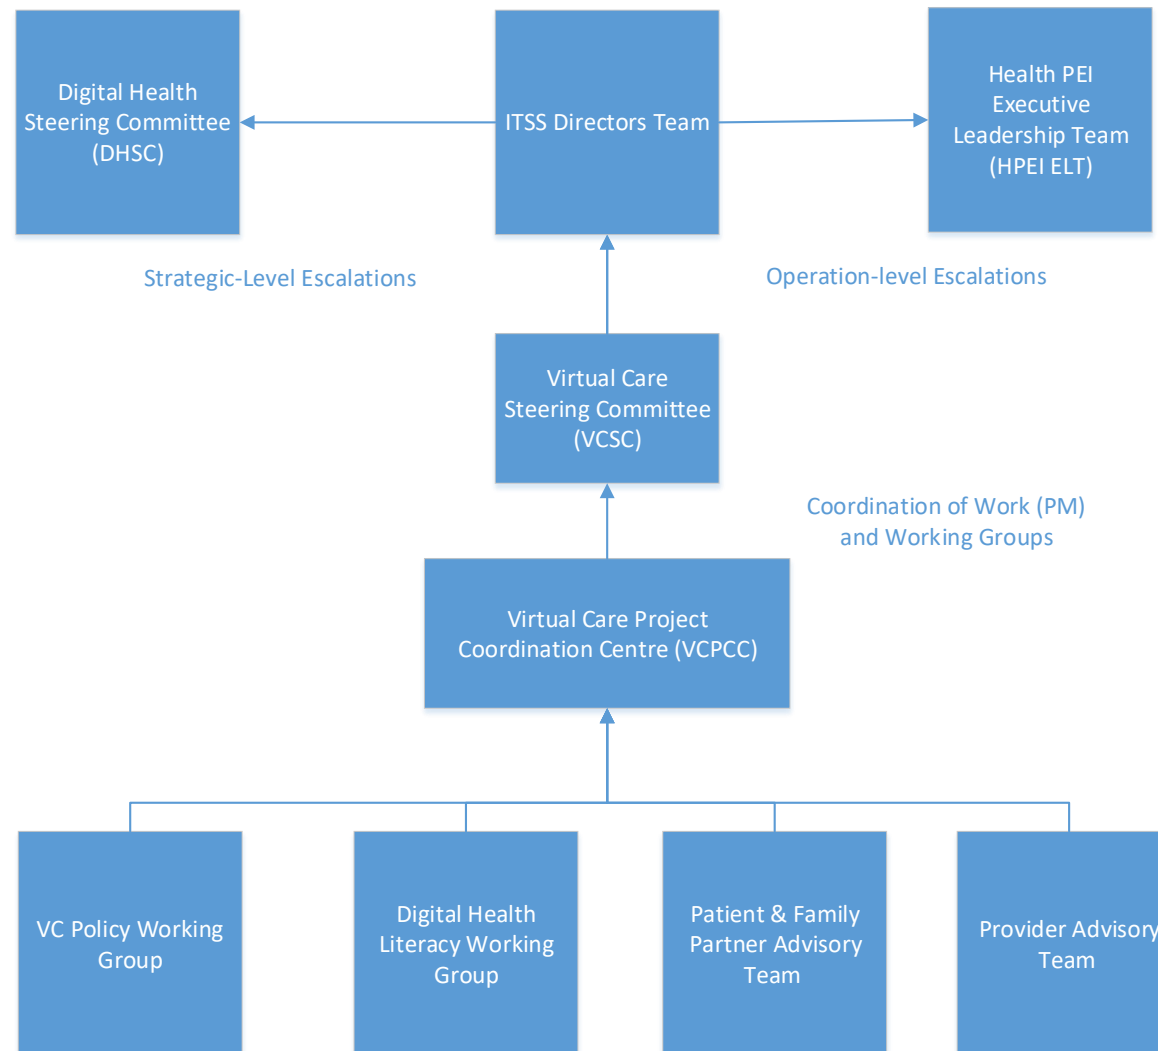 Digital Health
Steering Committee
(DHSC)
ITSS Directors Team
Health PEI
Executive
Leadership Team
(HPEI ELT)
Strategic-Level Escalations
Operation-level Escalations
Virtual Care
Steering Committee
(VCSC)
Coordination of Work (PM)
and Working Groups
Virtual Care Project
Coordination Centre (VCPCC)
VC Policy Working
Group
Digital Health
Literacy Working
Group
Patient & Family
Partner Advisory
Team
Provider Advisory
Team